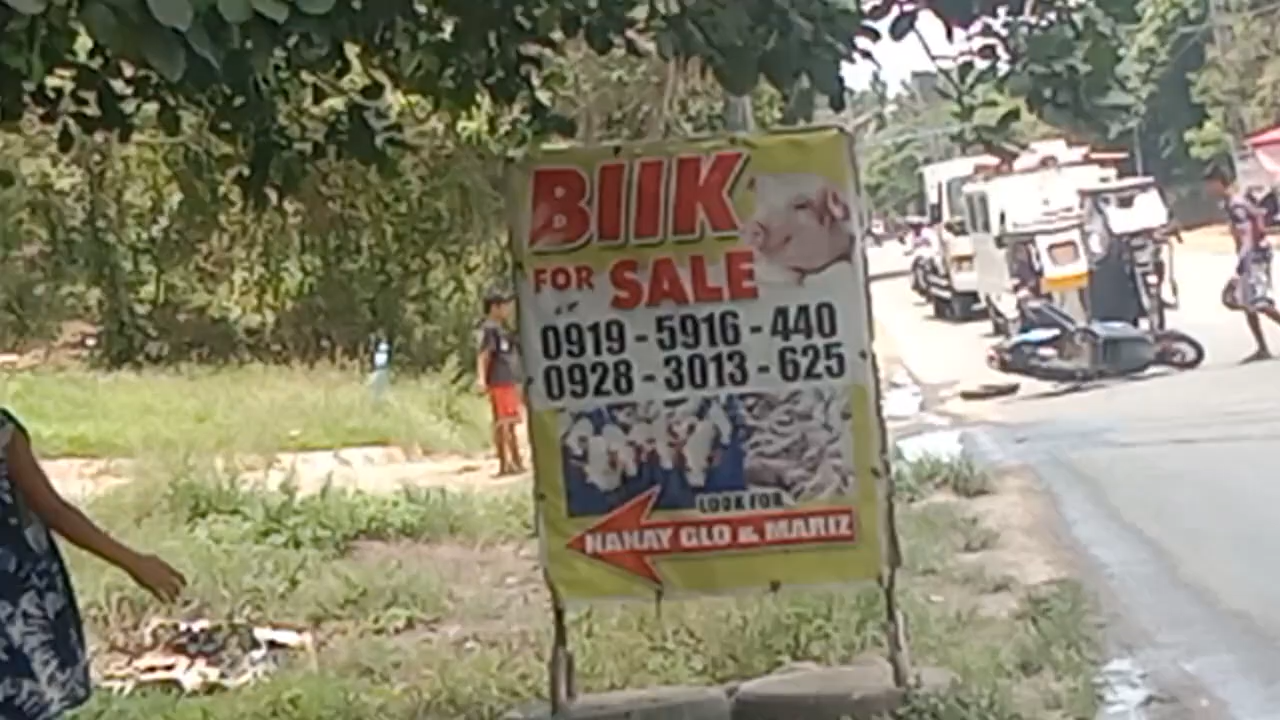 BIIK
FOR SALE
0919 - 5916 - 440
0928 - 3013 - 625
LOOK FOR
NANAY GLO & MARIZ